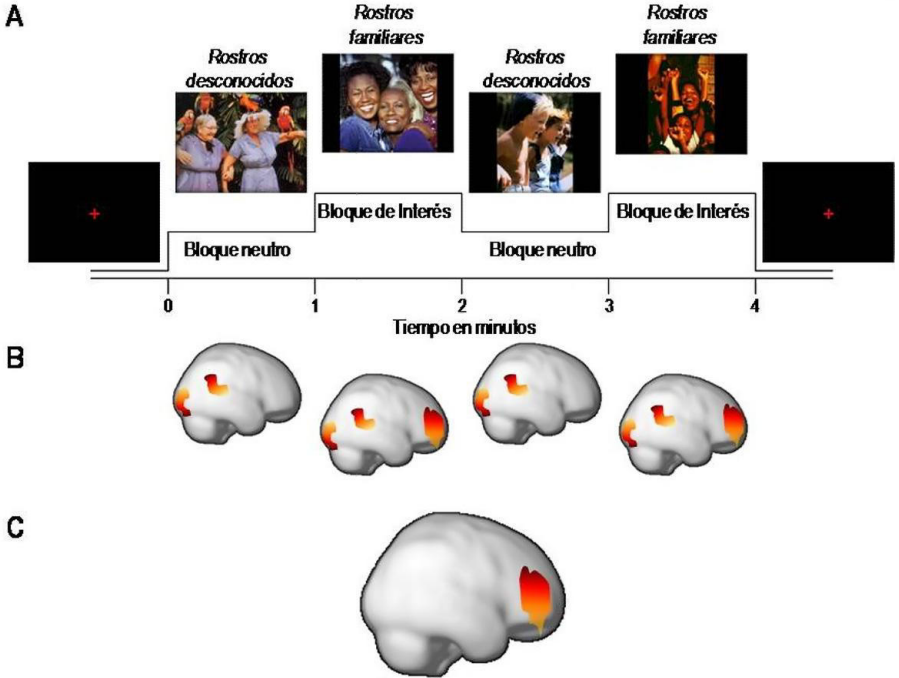 A
Rostros
desconocidos
Rostros
familiares
Rostros
desconocidos
Rostros
familiares
Bloque neutro
Bloque de Interés
Bloque neutro
Bloque de Interés
0
1
2
3
4
Tiempo en minutos
B
C